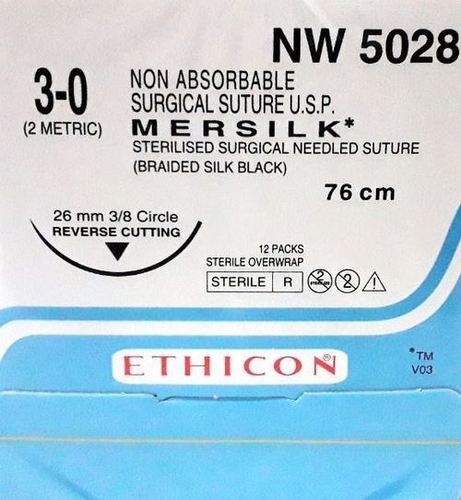 NW 5028
3-0
(2 METRIC)
NON ABSORBABLE
SURGICAL SUTURE U.S.P.
MERSILK*
STERILISED SURGICAL NEEDLED SUTURE
(BRAIDED SILK BLACK)
76 cm
26 mm 3/8 Circle
REVERSE CUTTING
12 PACKS
STERILE OVERWRAP
STERILE R
ETHICON®
*TM
V03